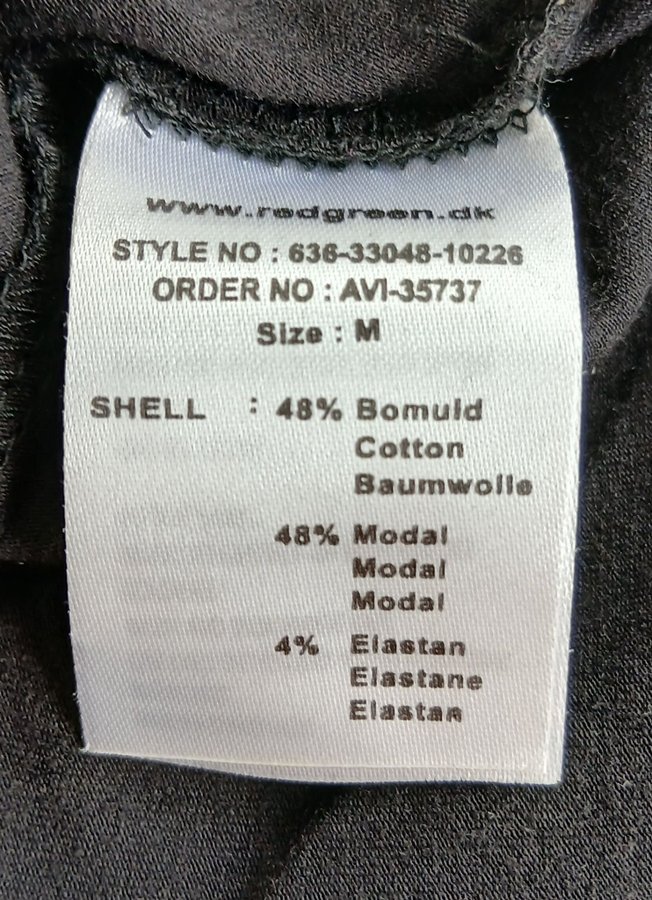 www.redgreen.dk
STYLE NO : 636-33048-10226
ORDER NO : AVI-35737
Size : M
SHELL : 48% Bomuld
Cotton
Baumwolle
48% Modal
Modal
Modal
4% Elastan
Elastane
Elastan